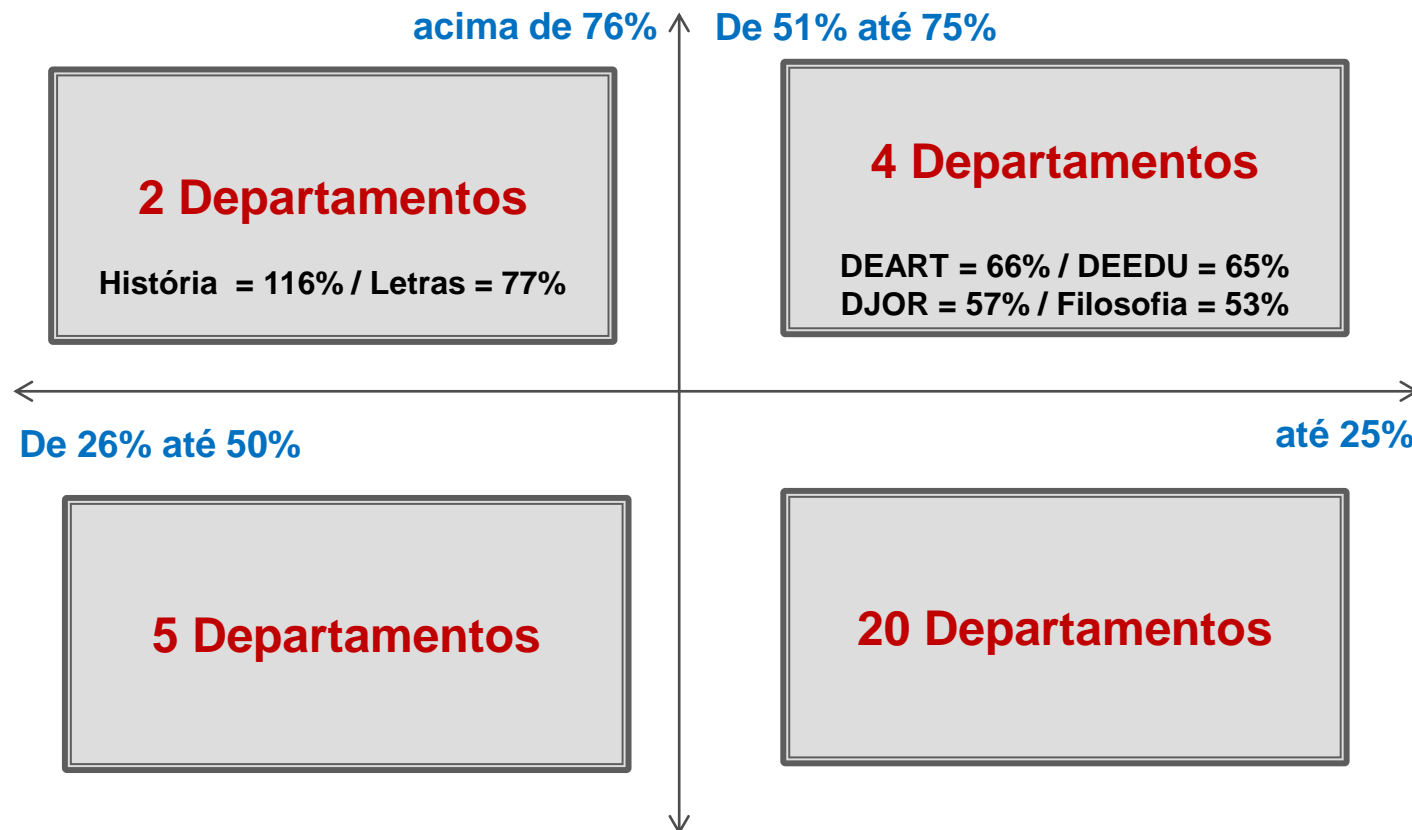 acima de 76%
De 51% até 75%
2 Departamentos
História = 116% / Letras = 77%
4 Departamentos
DEART = 66% / DEEDU = 65%
DJOR = 57% / Filosofia = 53%
De 26% até 50%
até 25%
5 Departamentos
20 Departamentos